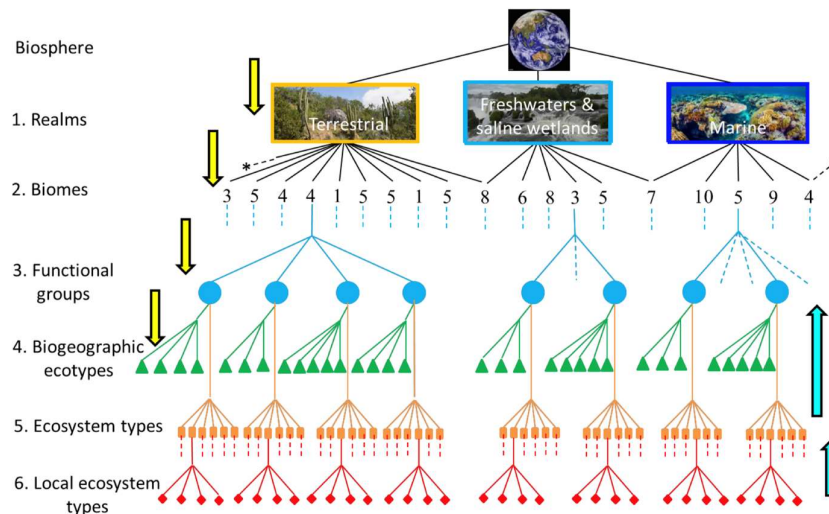 Biosphere
1. Realms
Terrestrial
Freshwaters &
saline wetlands
Marine
*
2. Biomes
3 5 4 4 1 5 5 1 5 8 6 8 3 5 7 10 5 9 4
3. Functional
groups
4. Biogeographic
ecotypes
5. Ecosystem types
6. Local ecosystem
types